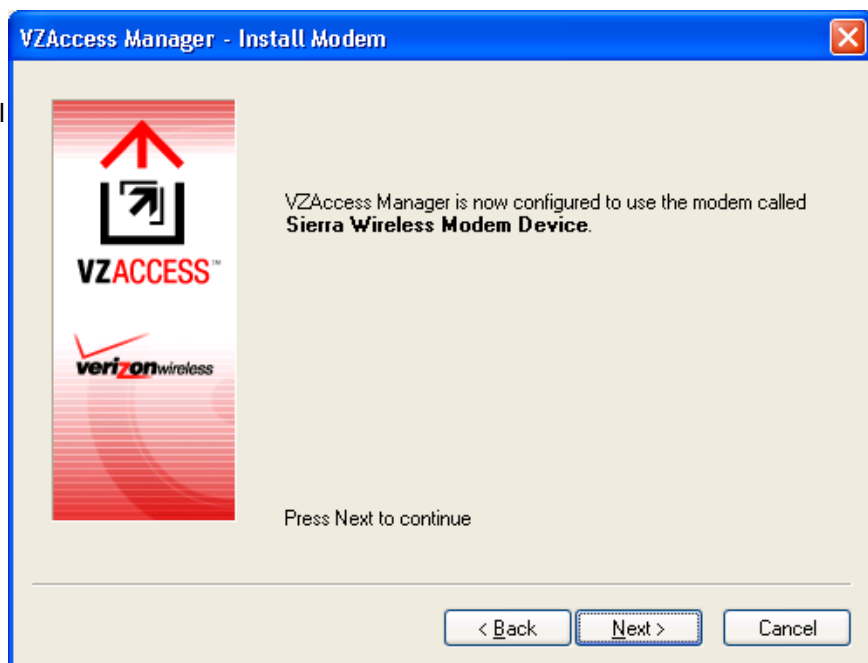 VZAccess Manager - Install Modem
l
VZACCESS™
verizonwireless
VZAccess Manager is now configured to use the modem called
Sierra Wireless Modem Device.
Press Next to continue
< Back
Next >
Cancel